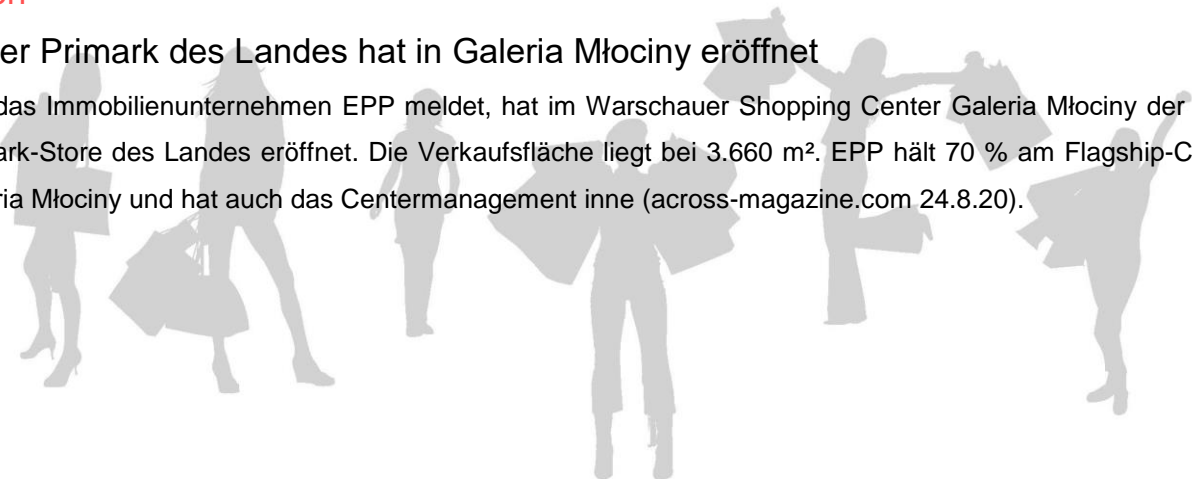 er Primark des Landes hat in Galeria Młociny eröffnet
das Immobilienunternehmen EPP meldet, hat im Warschauer Shopping Center Galeria Młociny der
ark-Store des Landes eröffnet. Die Verkaufsfläche liegt bei 3.660 m². EPP hält 70 % am Flagship-C
ria Młociny und hat auch das Centermanagement inne (across-magazine.com 24.8.20).